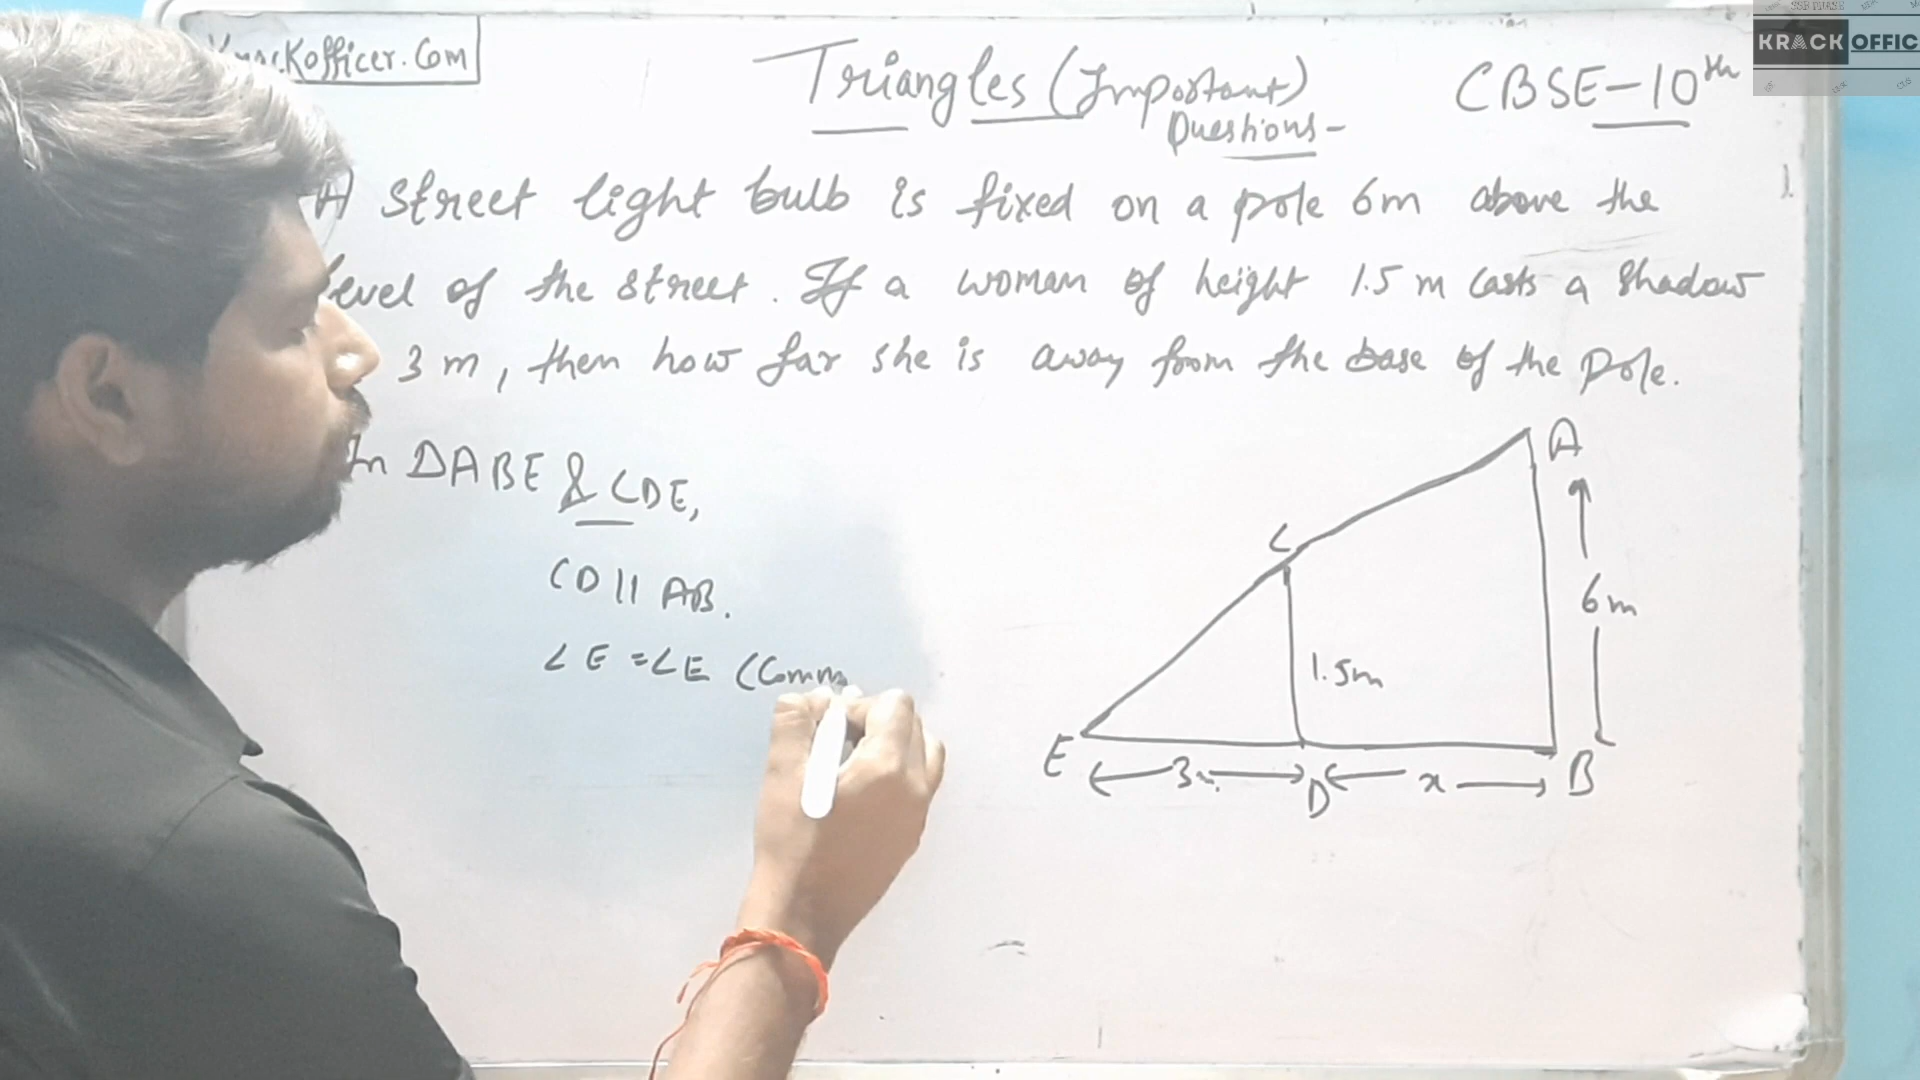 KrackOfficer.Com
Triangles (Important)
Questions-
CBSE-10th
KRACK OFFIC
A Street light bulb is fixed on a pole 6m above the
level of the street. If a woman of height 1.5 m casts a shadow
3 m, then how far she is away from the base of the pole.
In ΔABE & CDE,
CD || AB.
∠E = ∠E (Comm
A
C
6m
1.5m
E
3m
D
x
B